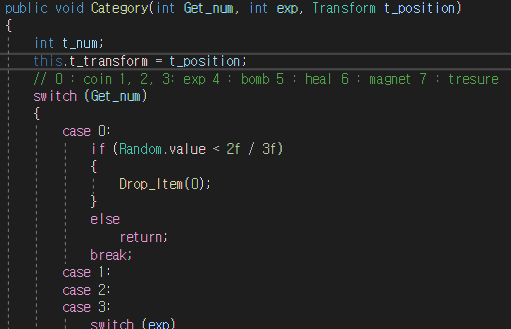 public void Category(int Get_num, int exp, Transform t_position)
{
int t_num;
this.t_transform = t_position;
// 0 : coin 1, 2, 3: exp 4 : bomb 5 : heal 6 : magnet 7 : tresure
switch (Get_num)
{
case 0:
if (Random.value < 2f / 3f)
{
Drop_Item(0);
}
else
return;
break;
case 1:
case 2:
case 3:
switch (exp)